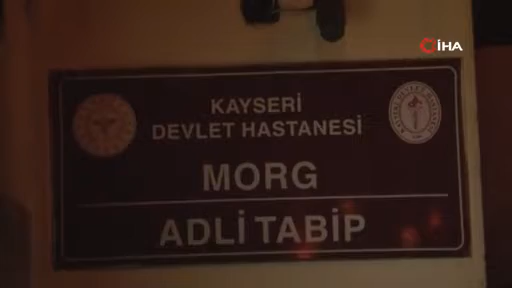 İHA
KAYSERİ
DEVLET HASTANESİ
MORG
ADLİ TABİP